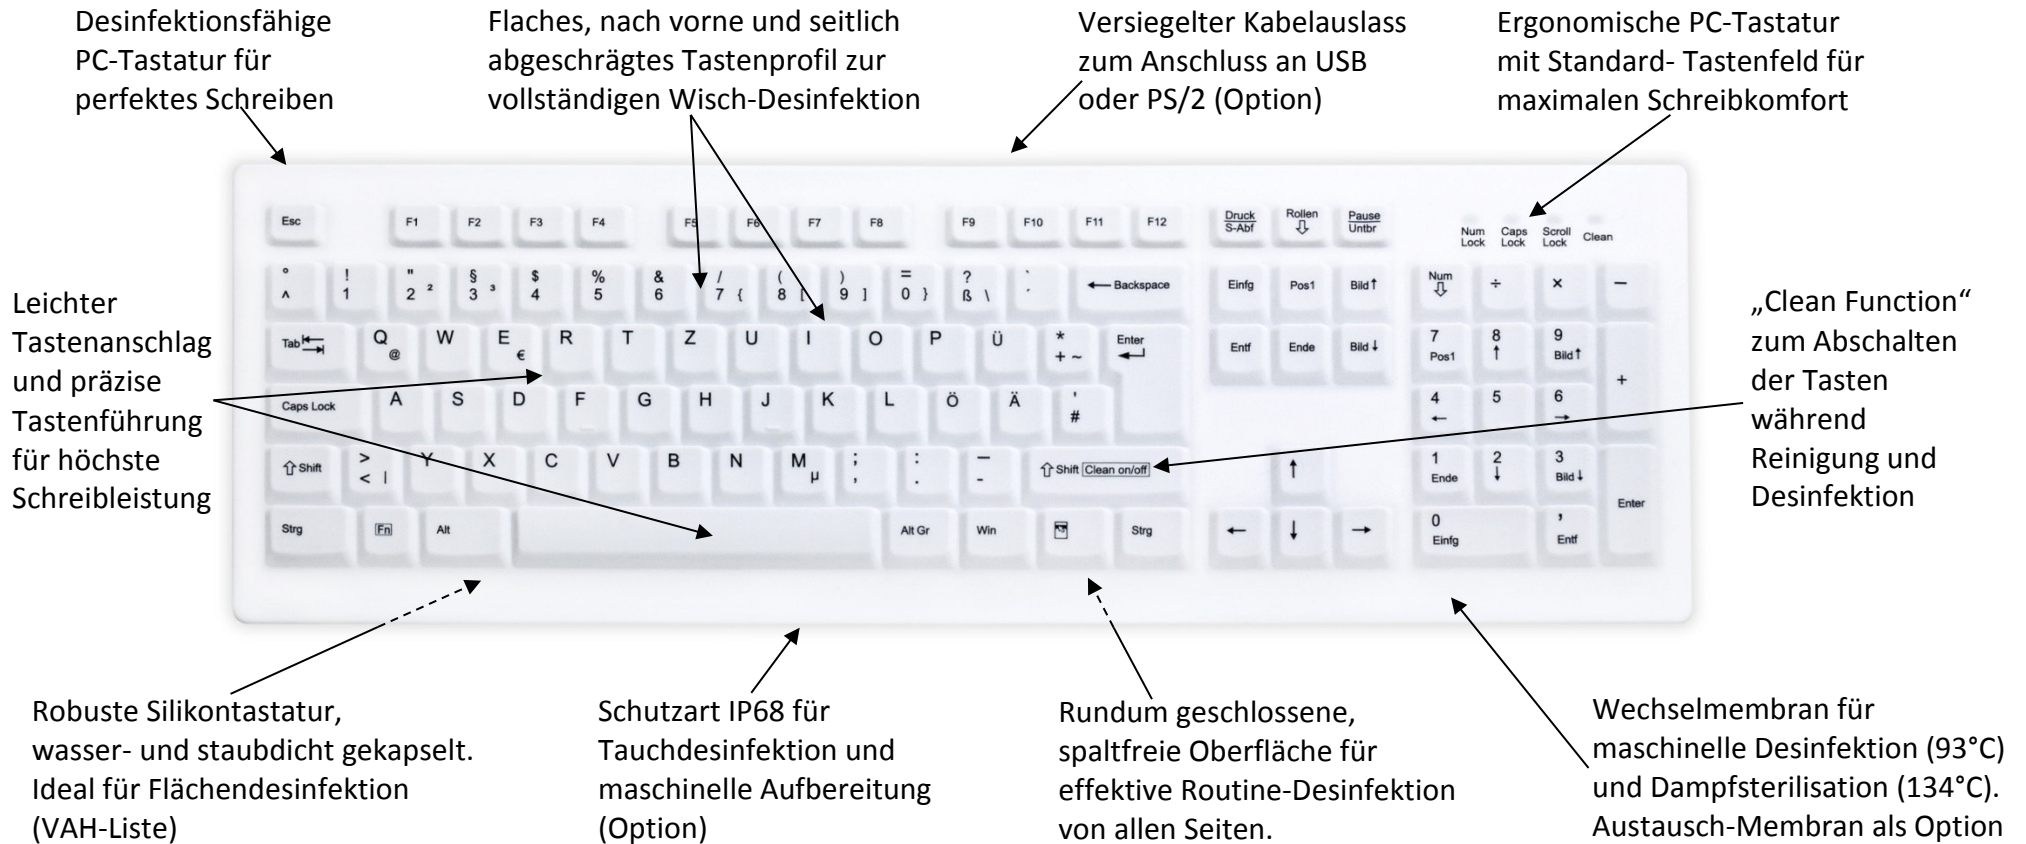 Desinfektionsfähige
PC-Tastatur für
perfektes Schreiben
Flaches, nach vorne und seitlich
abgeschrägtes Tastenprofil zur
vollständigen Wisch-Desinfektion
Versiegelter Kabelauslass
zum Anschluss an USB
oder PS/2 (Option)
Ergonomische PC-Tastatur
mit Standard- Tastenfeld für
maximalen Schreibkomfort
Leichter
Tastenanschlag
und präzise
Tastenführung
für höchste
Schreibleistung
Esc F1 F2 F3 F4 F5 F6 F7 F8 F9 F10 F11 F12 Druck Rollen ⇩ Pause
S-Abf Untbr
Num Caps Scroll Clean
Lock Lock Lock
° ! " § $ % & / ( ) = ? ` ← Backspace Einfg Pos1 Bild ↑ Num ⇩ ÷ × −
^ 1 2 ² 3 ³ 4 5 6 7 { 8 [ 9 ] 0 } ß \ ´
Tab Q W E R T Z U I O P Ü * Enter Entf Ende Bild ↓ 7 8 9
@ € + ~ Pos1 ↑ Bild ↑ +
Caps Lock A S D F G H J K L Ö Ä ' 4 5 6
# ← →
⇧ Shift > Y X C V B N M ; : — ⇧ Shift Clean on/off ↑ 1 2 3
< | µ , . - Ende ↓ Bild ↓ Enter
Strg Fn Alt Alt Gr Win Strg ← ↓ → 0 ,
Einfg Entf
„Clean Function“
zum Abschalten
der Tasten
während
Reinigung und
Desinfektion
Robuste Silikontastatur,
wasser- und staubdicht gekapselt.
Ideal für Flächendesinfektion
(VAH-Liste)
Schutzart IP68 für
Tauchdesinfektion und
maschinelle Aufbereitung
(Option)
Rundum geschlossene,
spaltfreie Oberfläche für
effektive Routine-Desinfektion
von allen Seiten.
Wechselmembran für
maschinelle Desinfektion (93°C)
und Dampfsterilisation (134°C).
Austausch-Membran als Option